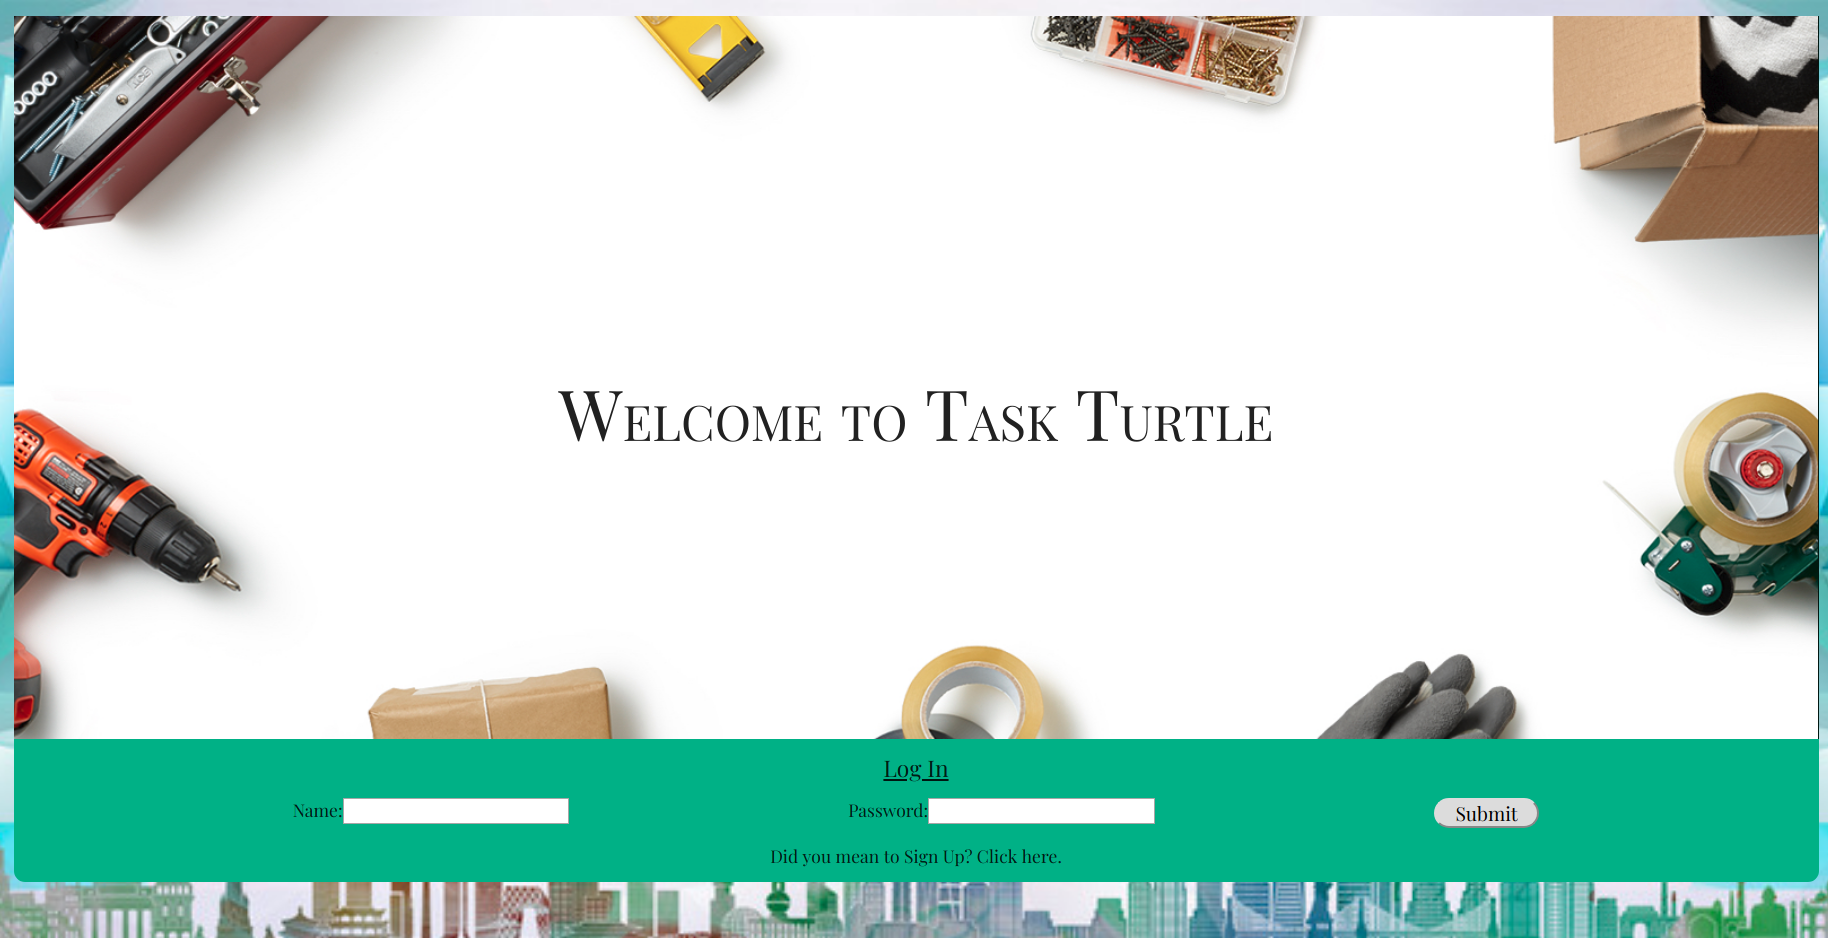 Welcome to Task Turtle
Log In
Name:
Password:
Submit
Did you mean to Sign Up? Click here.